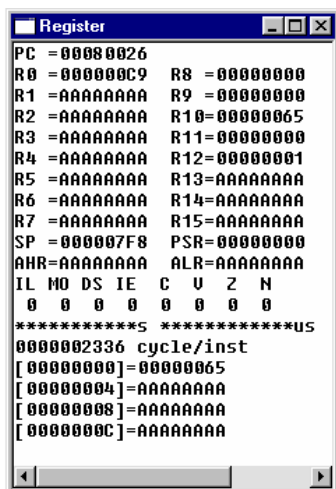 Register
PC =00080026
R0 =000000C9 R8 =00000000
R1 =AAAAAAAA R9 =00000000
R2 =AAAAAAAA R10=00000065
R3 =AAAAAAAA R11=00000000
R4 =AAAAAAAA R12=00000001
R5 =AAAAAAAA R13=AAAAAAAA
R6 =AAAAAAAA R14=AAAAAAAA
R7 =AAAAAAAA R15=AAAAAAAA
SP =000007F8 PSR=00000000
AHR=AAAAAAAA ALR=AAAAAAAA
IL MO DS IE C V Z N
0 0 0 0 0 0 0 0
***********s ***********us
0000002336 cycle/inst
[00000000]=00000065
[00000004]=AAAAAAAA
[00000008]=AAAAAAAA
[0000000C]=AAAAAAAA